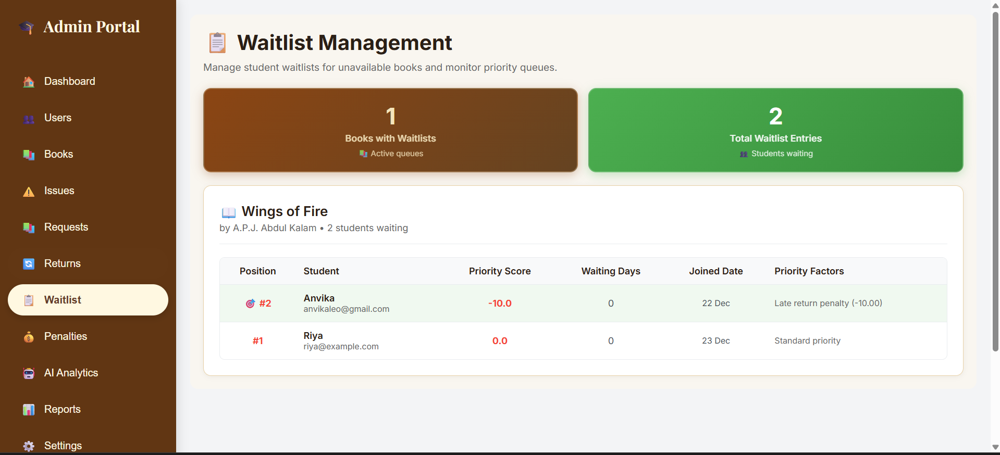 Admin Portal
Dashboard
Users
Books
Issues
Requests
Returns
Waitlist
Penalties
AI Analytics
Reports
Settings
Waitlist Management
Manage student waitlists for unavailable books and monitor priority queues.
1
Books with Waitlists
Active queues
2
Total Waitlist Entries
Students waiting
Wings of Fire
by A.P.J. Abdul Kalam • 2 students waiting
Position Student Priority Score Waiting Days Joined Date Priority Factors
#2 Anvika -10.0 0 22 Dec Late return penalty (-10.00)
anvikaleo@gmail.com
#1 Riya 0.0 0 23 Dec Standard priority
riya@example.com